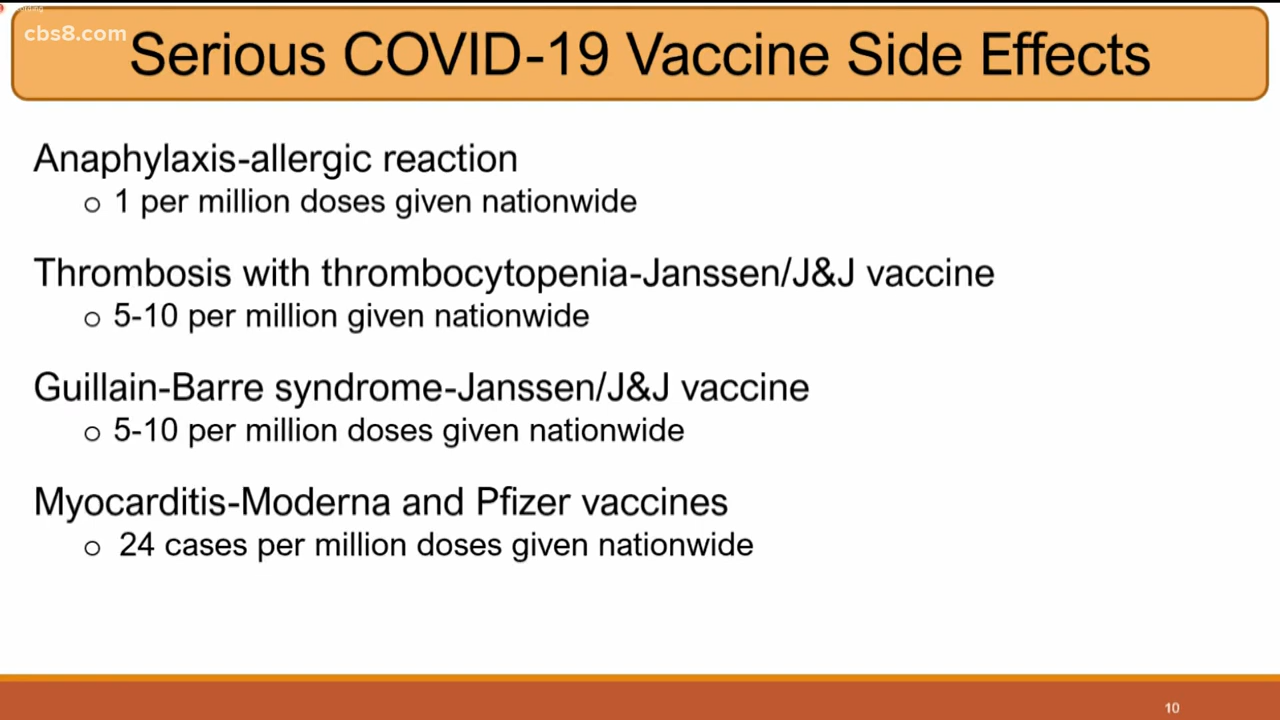 cbs8.com
Serious COVID-19 Vaccine Side Effects
Anaphylaxis-allergic reaction
o 1 per million doses given nationwide
Thrombosis with thrombocytopenia-Janssen/J&J vaccine
o 5-10 per million given nationwide
Guillain-Barre syndrome-Janssen/J&J vaccine
o 5-10 per million doses given nationwide
Myocarditis-Moderna and Pfizer vaccines
o 24 cases per million doses given nationwide
10